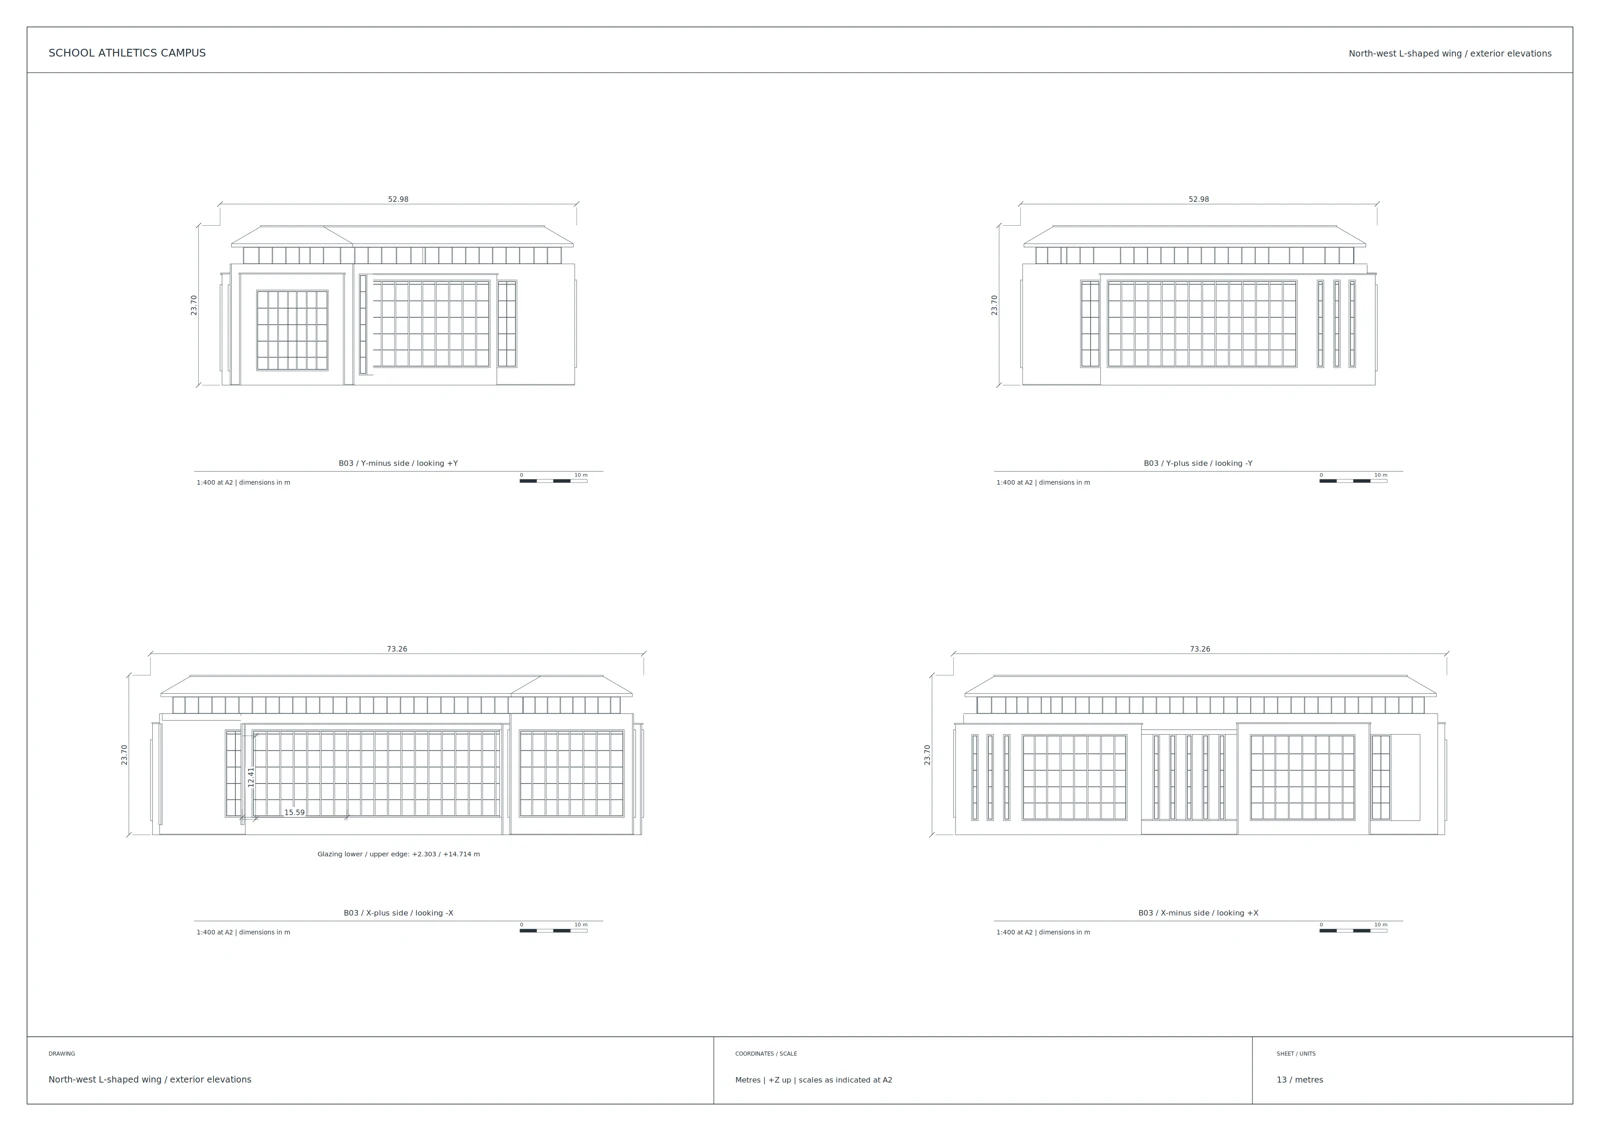 SCHOOL ATHLETICS CAMPUS
North-west L-shaped wing / exterior elevations
52.98
23.70
B03 / Y-minus side / looking +Y
1:400 at A2 | dimensions in m
0 10 m
52.98
23.70
B03 / Y-plus side / looking -Y
1:400 at A2 | dimensions in m
0 10 m
73.26
23.70
12.41
15.59
Glazing lower / upper edge: +2.303 / +14.714 m
B03 / X-plus side / looking -X
1:400 at A2 | dimensions in m
0 10 m
73.26
23.70
B03 / X-minus side / looking +X
1:400 at A2 | dimensions in m
0 10 m
DRAWING
North-west L-shaped wing / exterior elevations
COORDINATES / SCALE
Metres | +Z up | scales as indicated at A2
SHEET / UNITS
13 / metres